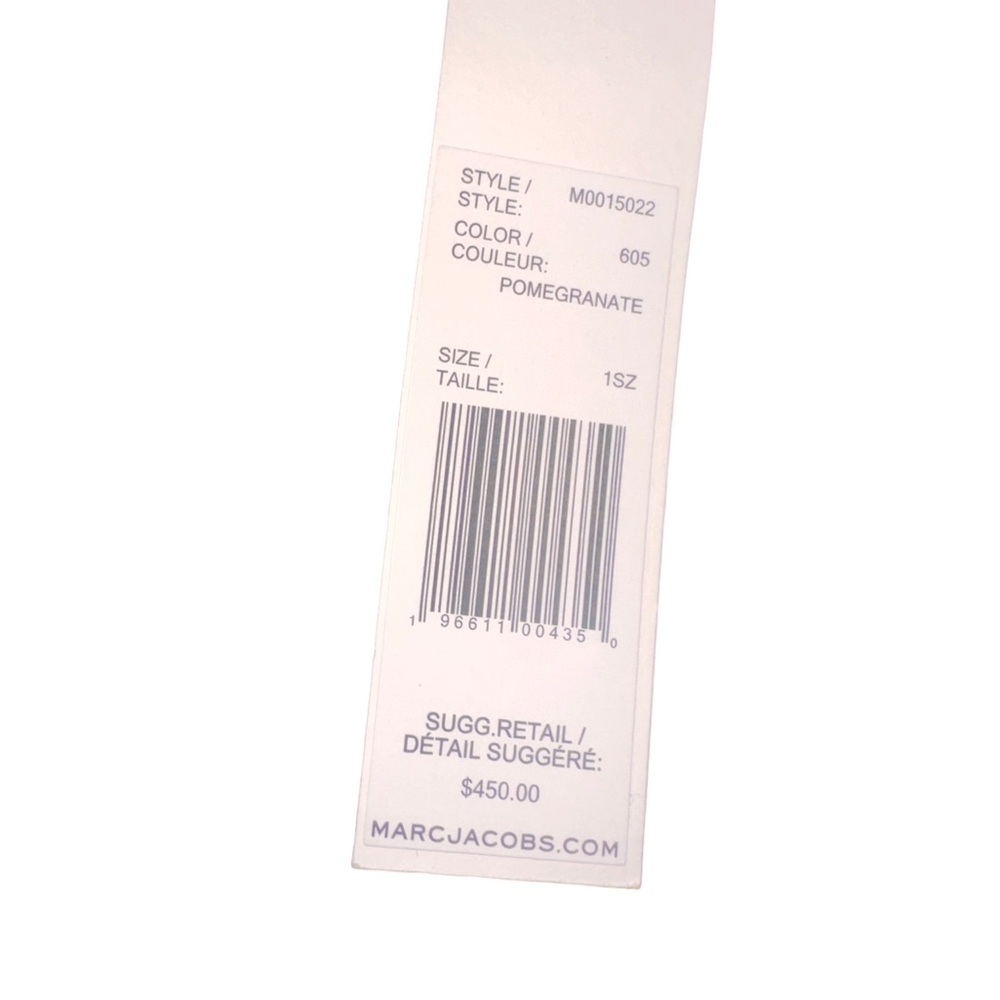 STYLE / M0015022
STYLE:
COLOR / 605
COULEUR:
POMEGRANATE
SIZE /
TAILLE: 1SZ
1 96611 00435 0
SUGG.RETAIL /
DÉTAIL SUGGÉRÉ:
$450.00
MARCJACOBS.COM